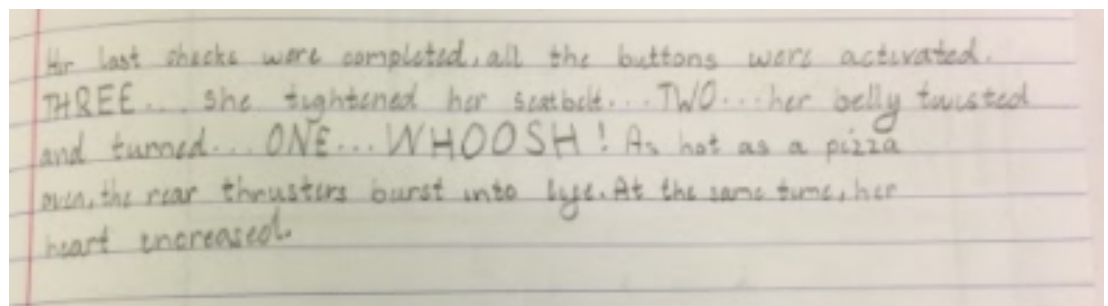 Her last checks were completed, all the buttons were activated.
THREE... She tightened her seatbelt... TWO... her belly twisted
and turned... ONE... WHOOSH! As hot as a pizza
oven, the rear thrusters burst into lyse. At the same time, her
heart increased.